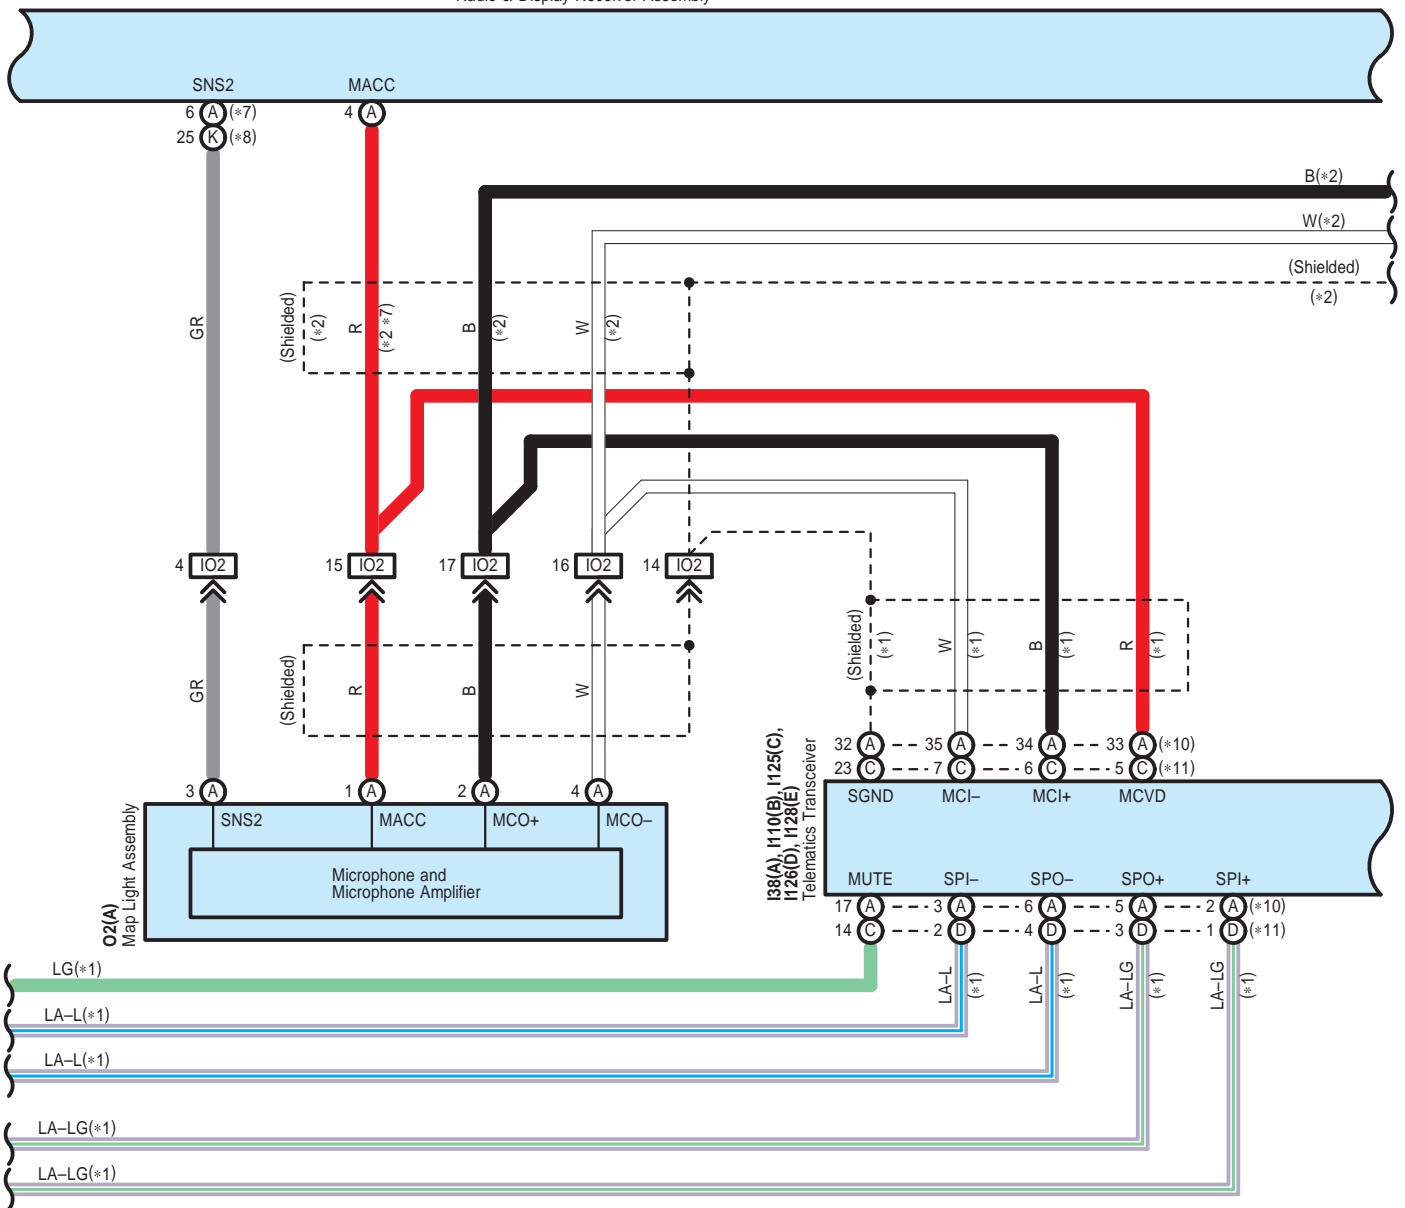 Radio & Display Receiver Assembly
SNS2 MACC
6 A (*7) 4 A
25 K (*8)
B(*2)
W(*2)
(Shielded)
(*2)
GR
(Shielded)
(*2)
R
(*2 *7)
B
(*2)
W
(*2)
4 IO2 15 IO2 17 IO2 16 IO2 14 IO2
GR
(Shielded)
R
B
W
(Shielded)
(*1)
W
(*1)
B
(*1)
R
(*1)
32 A 35 A 34 A 33 A (*10)
23 C 7 C 6 C 5 C (*11)
SGND MCI– MCI+ MCVD
3 A 1 A 2 A 4 A
SNS2 MACC MCO+ MCO–
Microphone and
Microphone Amplifier
O2(A)
Map Light Assembly
I38(A), I110(B), I125(C),
I126(D), I128(E)
Telematics Transceiver
MUTE SPI– SPO– SPO+ SPI+
17 A 3 A 6 A 5 A 2 A (*10)
14 C 2 D 4 D 3 D 1 D (*11)
LA–L
(*1)
LA–L
(*1)
LA–LG
(*1)
LA–LG
(*1)
LG(*1)
LA–L(*1)
LA–L(*1)
LA–LG(*1)
LA–LG(*1)